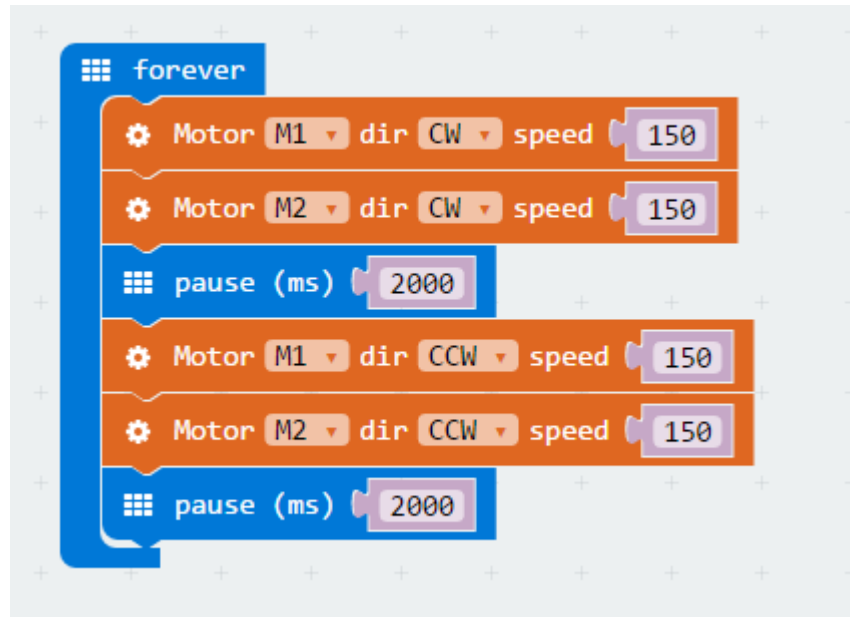 forever
Motor M1 dir CW speed 150
Motor M2 dir CW speed 150
pause (ms) 2000
Motor M1 dir CCW speed 150
Motor M2 dir CCW speed 150
pause (ms) 2000